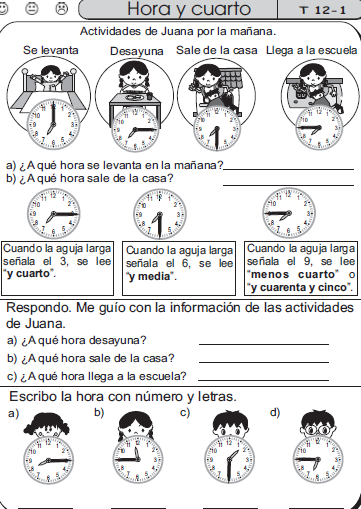 Hora y cuarto
T 12-1
Actividades de Juana por la mañana.
Se levanta Desayuna Sale de la casa Llega a la escuela
a) ¿A qué hora se levanta en la mañana?
b) ¿A qué hora sale de la casa?
Cuando la aguja larga
señala el 3, se lee
"y cuarto".
Cuando la aguja larga
señala el 6, se lee
"y media".
Cuando la aguja larga
señala el 9, se lee
"menos cuarto" o
"y cuarenta y cinco".
Respondo. Me guío con la información de las actividades
de Juana.
a) ¿A qué hora desayuna?
b) ¿A qué hora sale de la casa?
c) ¿A qué hora llega a la escuela?
Escribo la hora con número y letras.
a) b) c) d)